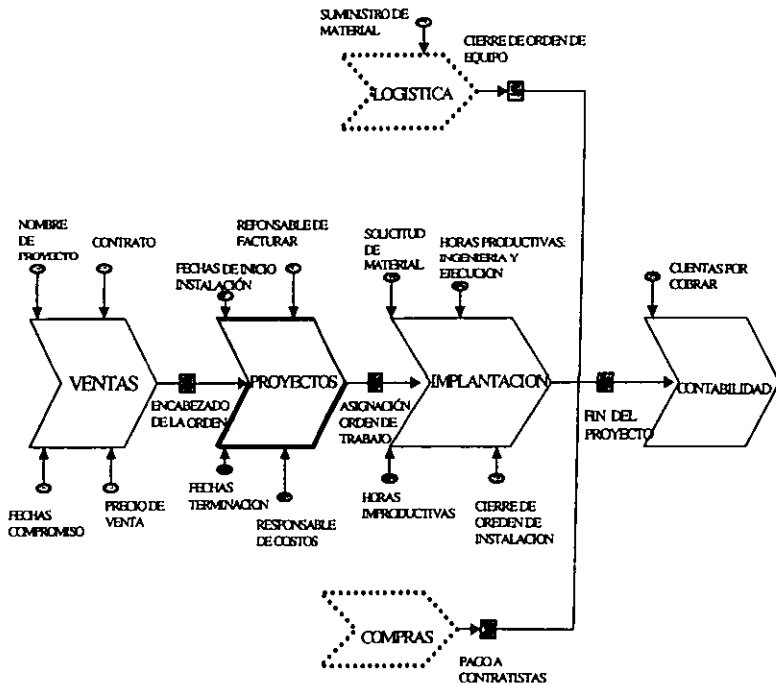 SUMINISTRO DE
MATERIAL
CIERRE DE ORDEN DE
EQUIPO
LOGISTICA
NOMBRE
DE
PROYECTO
CONTRATO
REPONSABLE DE
FACTURAR
FECHAS DE INICIO
INSTALACIÓN
SOLICITUD
DE
MATERIAL
HORAS PRODUCTIVAS:
INGENIERIA Y
EJECUCION
CUENTAS POR
COBRAR
VENTAS
PROYECTOS
IMPLANTACION
CONTABILIDAD
ENCABEZADO
DE LA ORDEN
ASIGNACIÓN
ORDEN DE
TRABAJO
FIN DEL
PROYECTO
FECHAS
COMPROMISO
PRECIO DE
VENTA
FECHAS
TERMINACION
RESPONSABLE
DE COSTOS
HORAS
IMPRODUCTIVAS
CIERRE DE
OREDEN DE
INSTALACION
COMPRAS
PAGO A
CONTRATISTAS